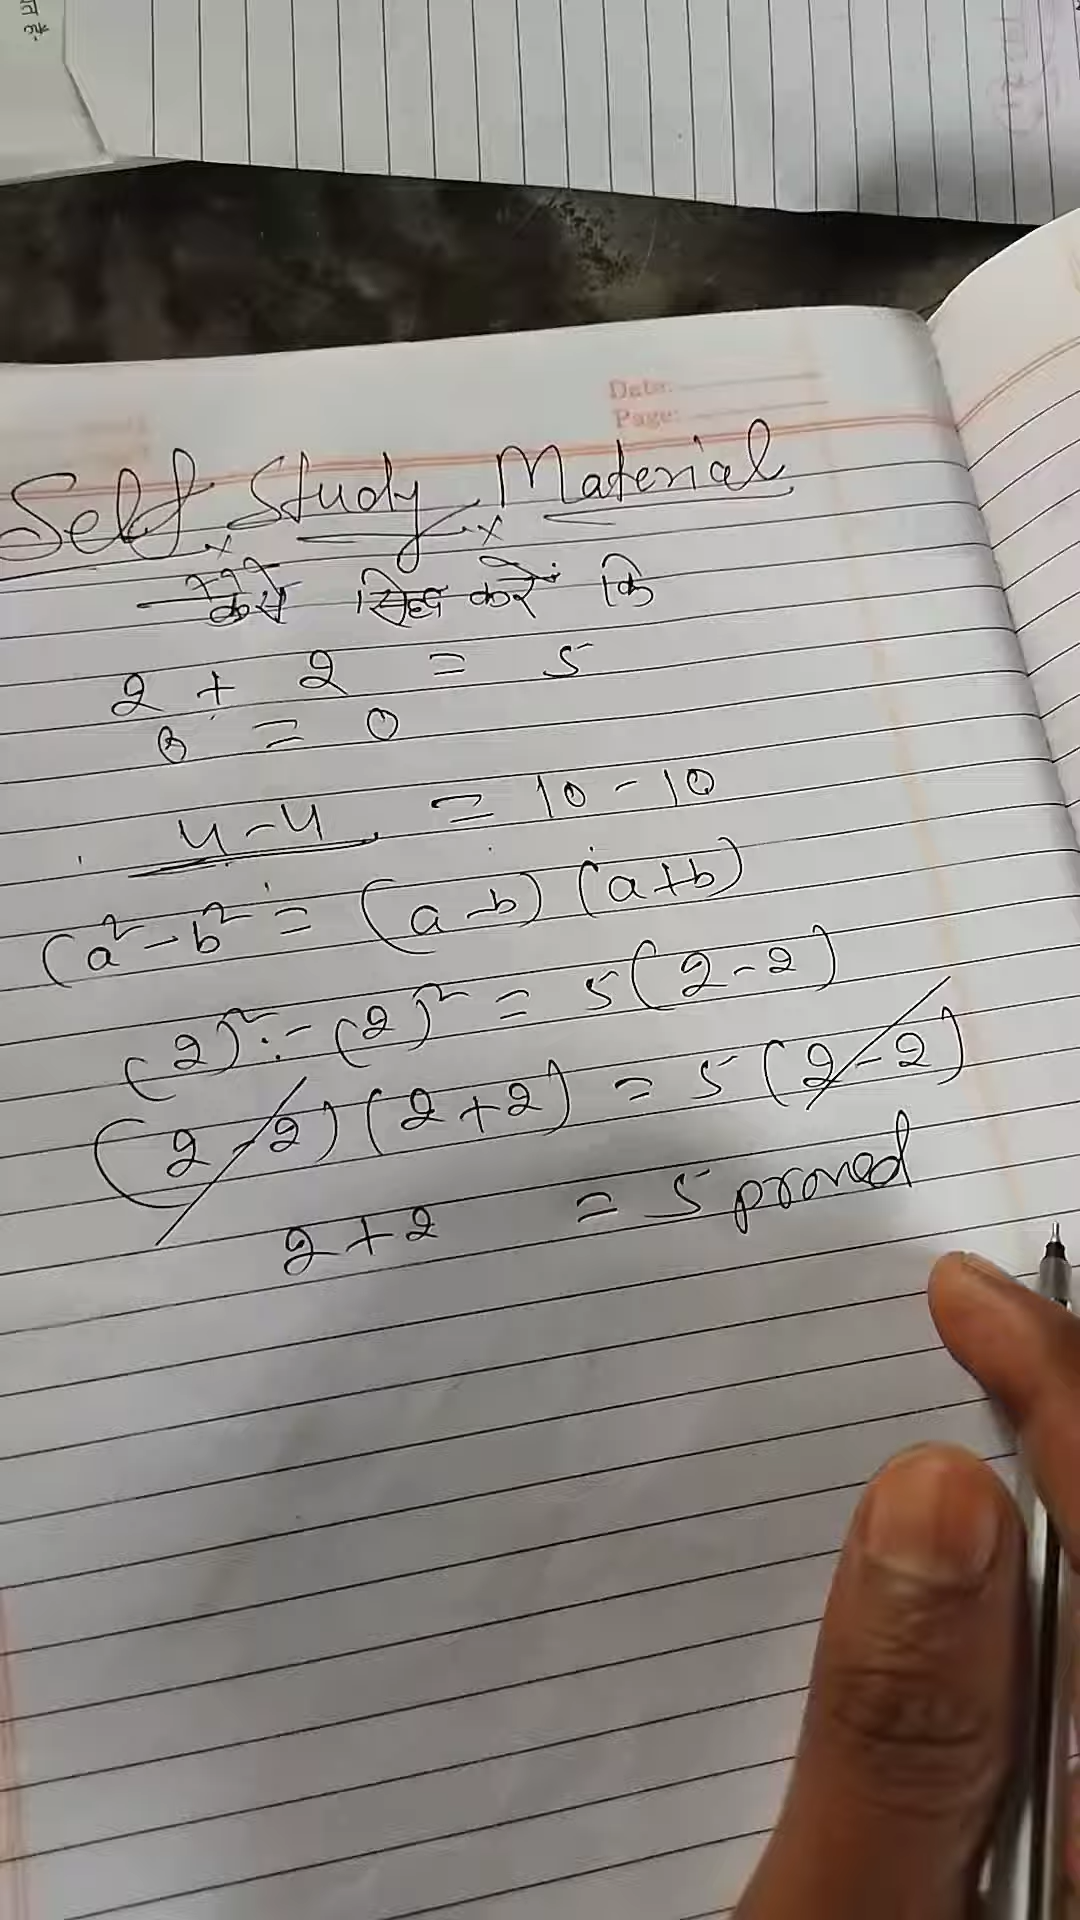 Date:
Page:
Self Study Material
कैसे सिद्ध करें कि
2 + 2 = 5
0 = 0
4 - 4 = 10 - 10
(a² - b² = (a - b) (a + b)
(2)² - (2)² = 5 (2 - 2)
(2 - 2) (2 + 2) = 5 (2 - 2)
2 + 2 = 5 proved